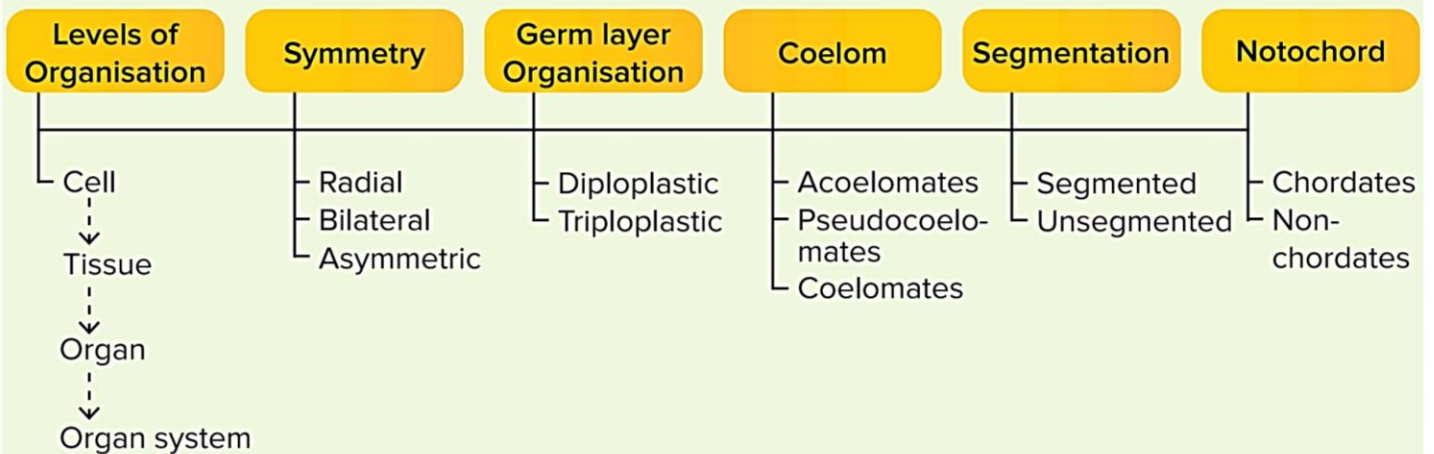 Levels of
Organisation
Symmetry
Germ layer
Organisation
Coelom
Segmentation
Notochord
Cell
Tissue
Organ
Organ system
Radial
Bilateral
Asymmetric
Diploplastic
Triploplastic
Acoelomates
Pseudocoelo-
mates
Coelomates
Segmented
Unsegmented
Chordates
Non-
chordates